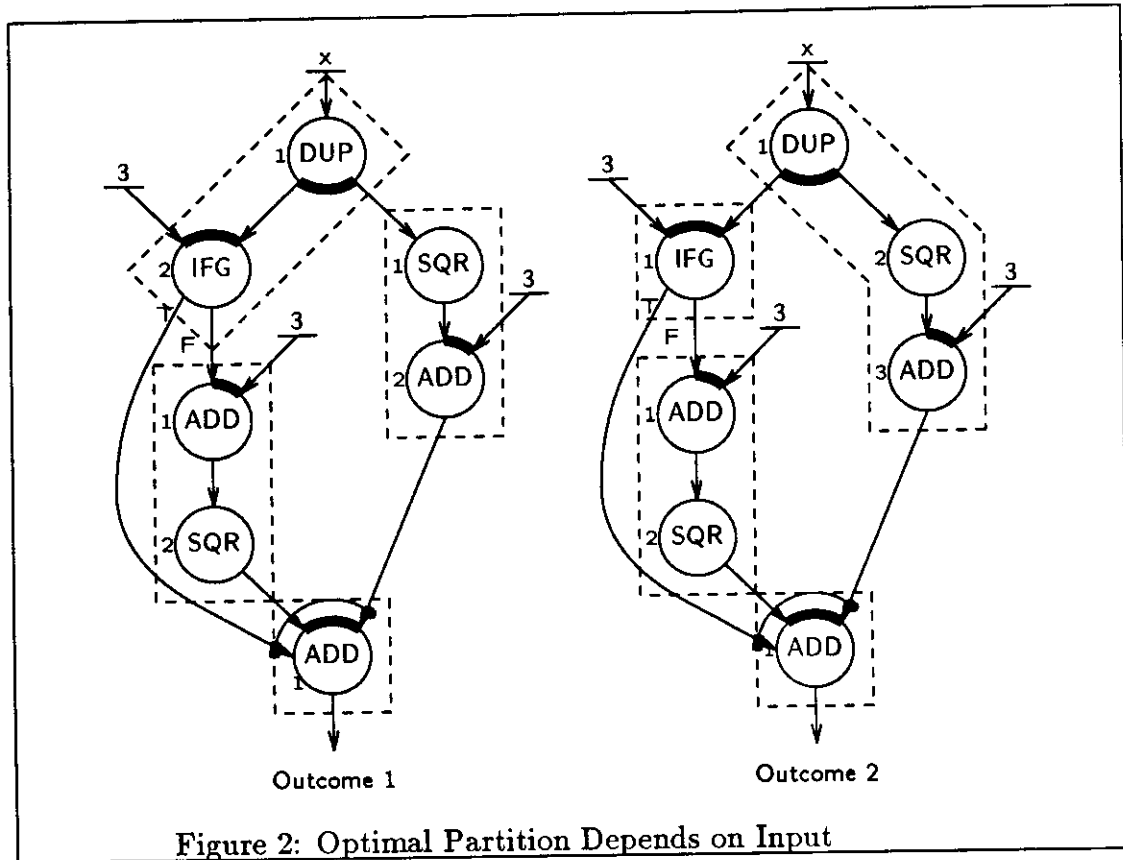 x x
1 DUP 1 DUP
3 3
2 IFG 1 SQR 1 IFG 2 SQR
3 3
T F 3 T F 3
1 ADD 2 ADD 1 ADD 3 ADD
2 SQR 2 SQR
ADD 1 1 ADD
Outcome 1 Outcome 2
Figure 2: Optimal Partition Depends on Input